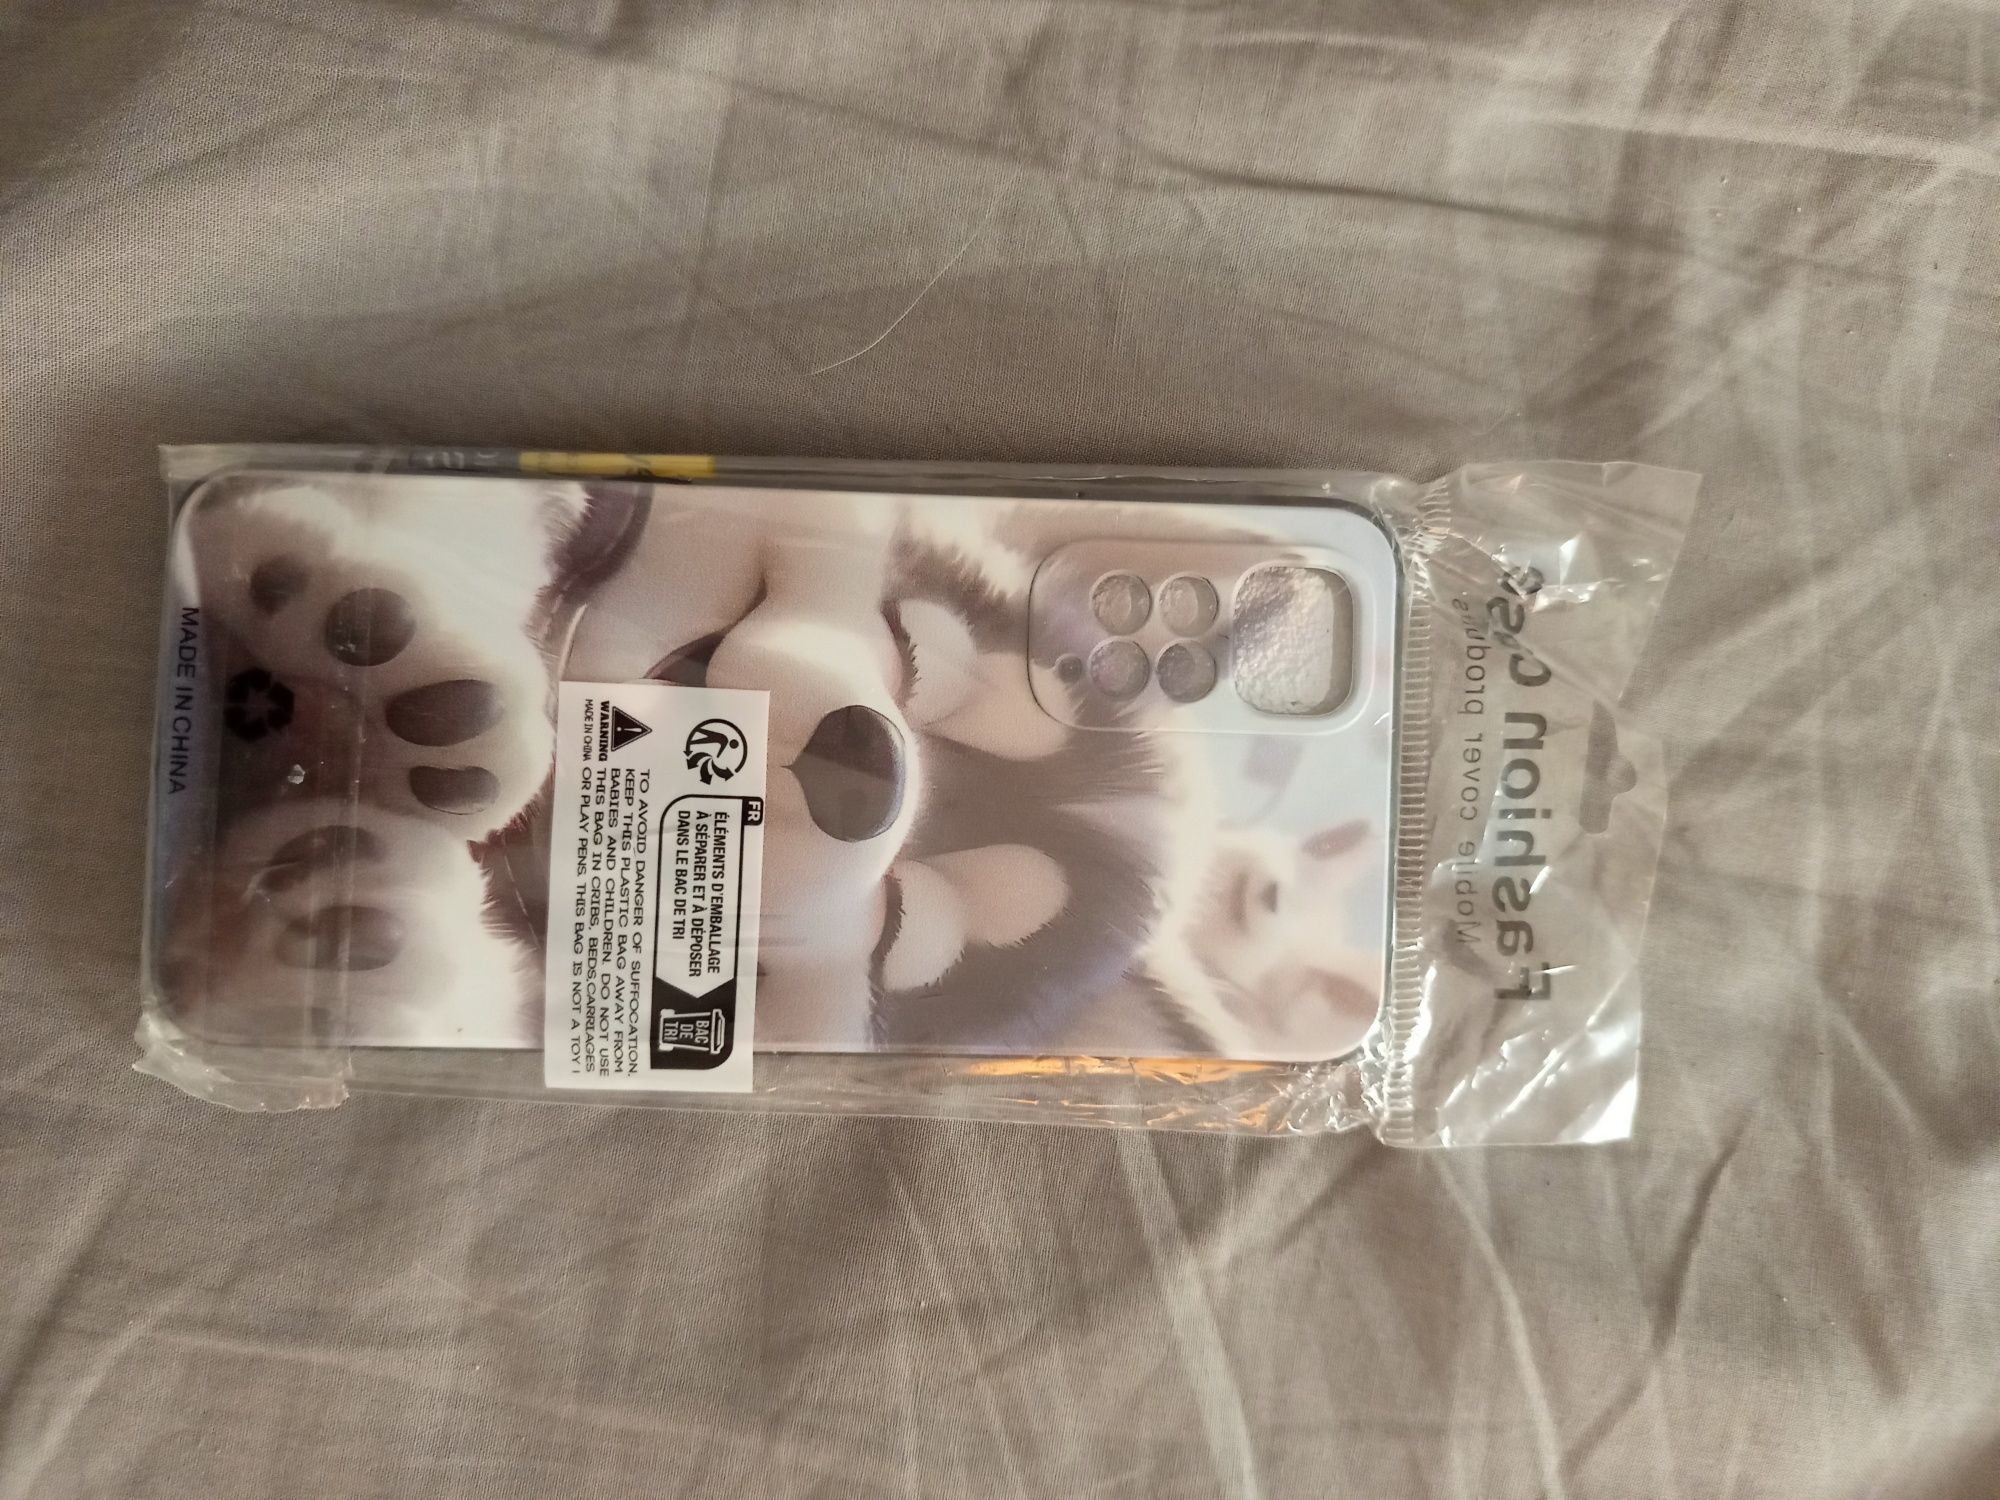 Fashion case
Mobile cover products
FR
ÉLÉMENTS D'EMBALLAGE
À SÉPARER ET À DÉPOSER
DANS LE BAC DE TRI
BAC
DE
TRI
TO AVOID DANGER OF SUFFOCATION,
KEEP THIS PLASTIC BAG AWAY FROM
BABIES AND CHILDREN. DO NOT USE
WARNING THIS BAG IN CRIBS, BEDS,CARRIAGES
MADE IN CHINA OR PLAY PENS. THIS BAG IS NOT A TOY !
MADE IN CHINA